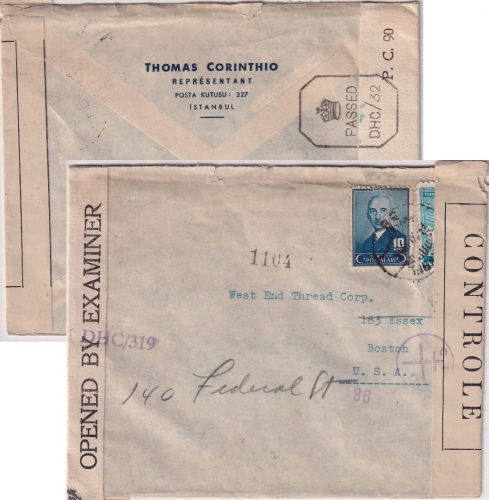 THOMAS CORINTHIO
REPRÉSENTANT
POSTA KUTUSU: 327
İSTANBUL
PASSED
DHC/32
P. C. 90
OPENED BY EXAMINER
DHC/319
1104
10
POSTALARI
West End Thread Corp.
183 Essex
Boston
U. S. A.
140 Federal St
38
CONTROLE